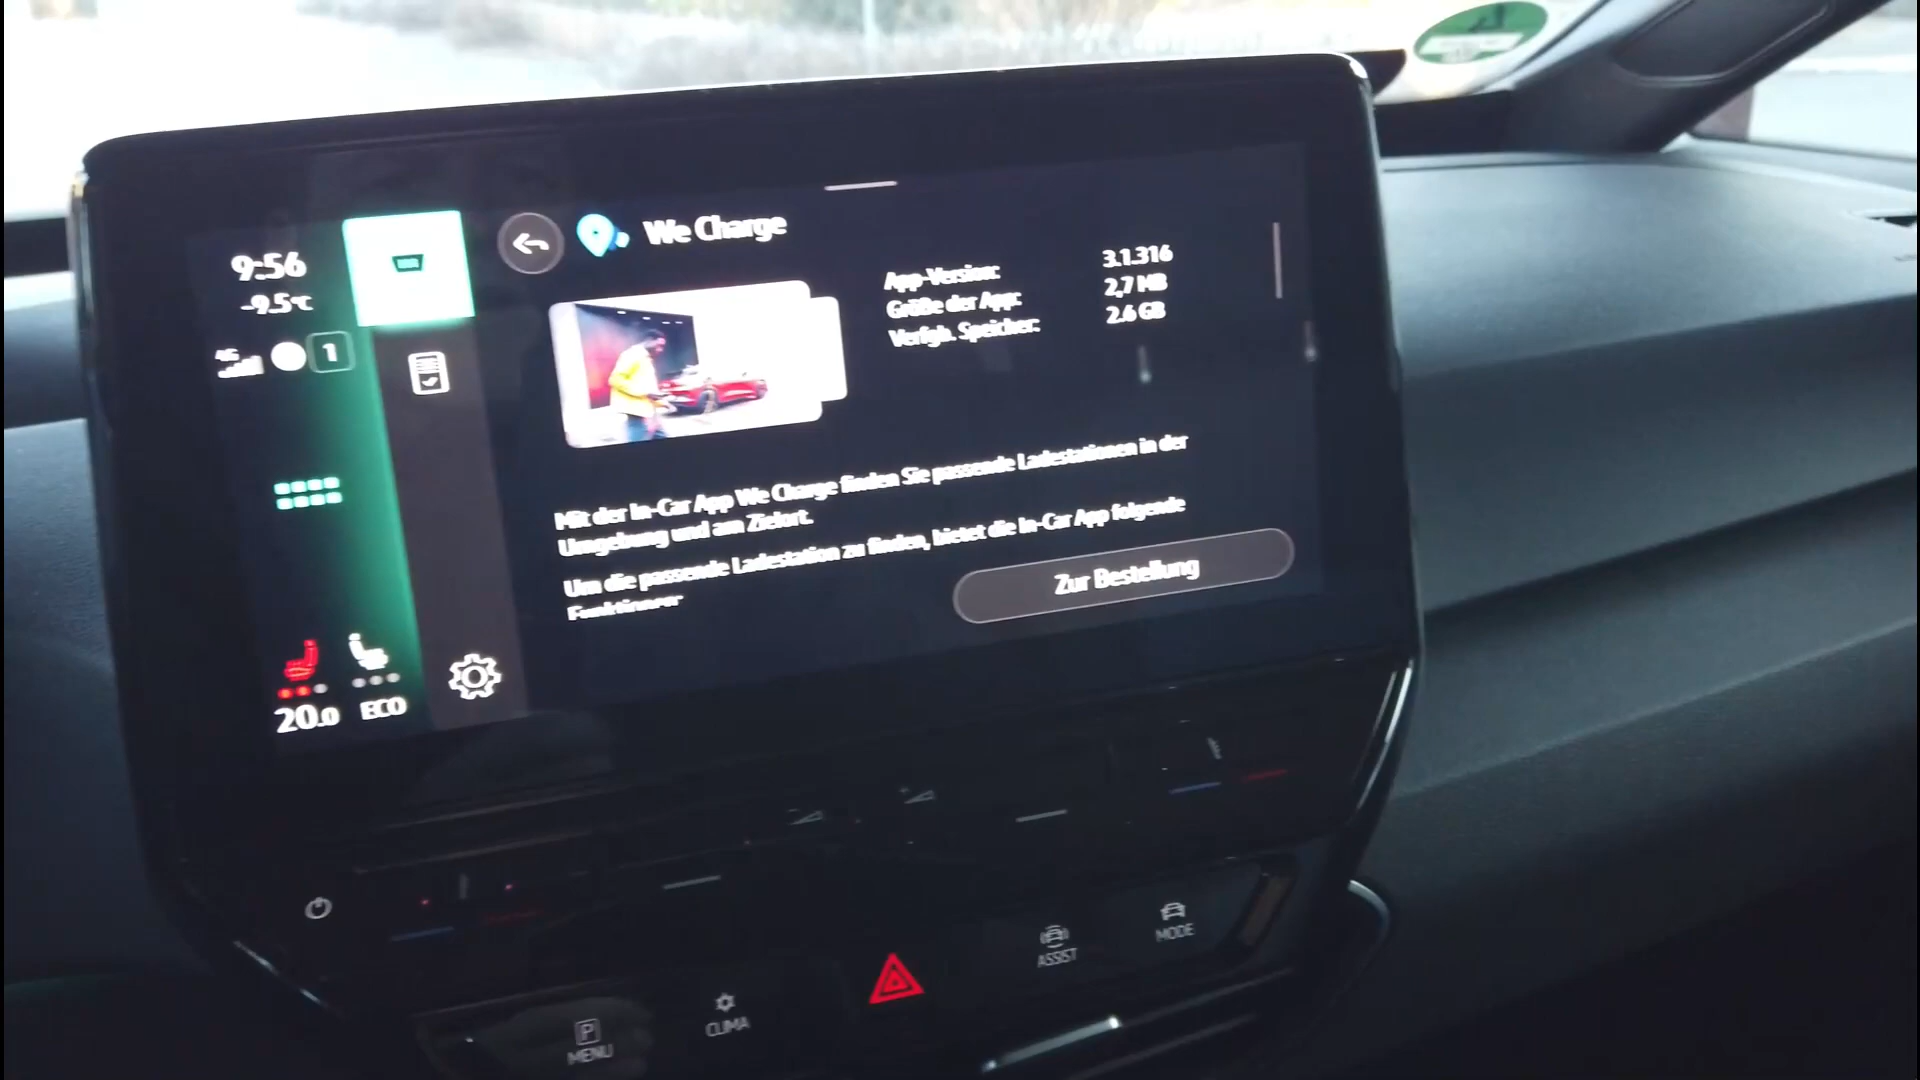 We Charge
9:56
-9.5°C
4G
1
App-Version: 3.1.316
Größe der App: 2,7 MB
Verfgb. Speicher: 2.6 GB
Mit der In-Car App We Charge finden Sie passende Ladestationen in der
Umgebung und am Zielort.
Um die passende Ladestation zu finden, bietet die In-Car App folgende
Funktionen:
Zur Bestellung
20.0
ECO
ASSIST
MODE
P
MENU
CLIMA